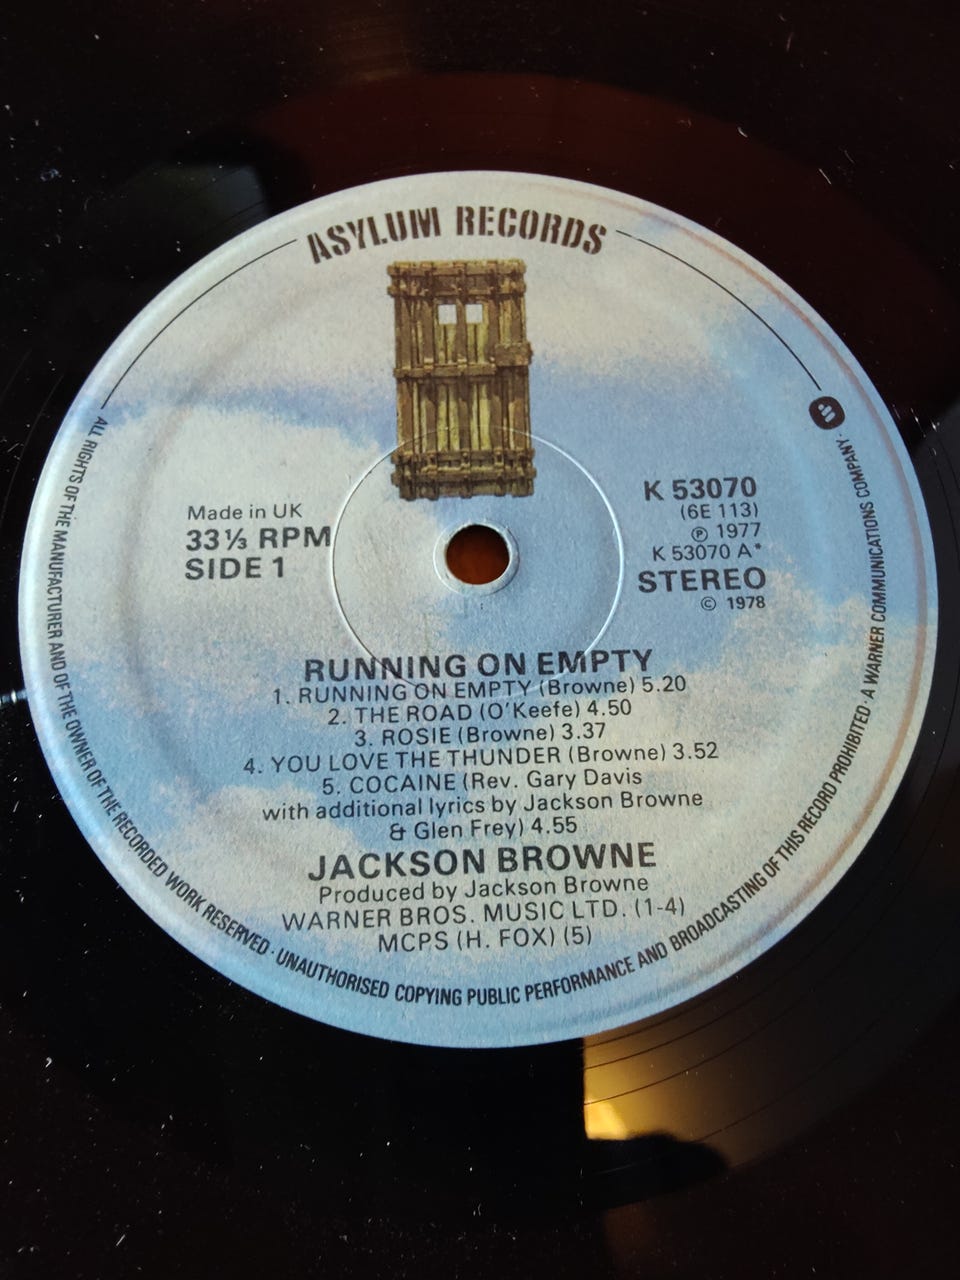 ASYLUM RECORDS
Made in UK
33⅓ RPM
SIDE 1
K 53070
(6E 113)
℗ 1977
K 53070 A*
STEREO
© 1978
RUNNING ON EMPTY
1. RUNNING ON EMPTY (Browne) 5.20
2. THE ROAD (O'Keefe) 4.50
3. ROSIE (Browne) 3.37
4. YOU LOVE THE THUNDER (Browne) 3.52
5. COCAINE (Rev. Gary Davis
with additional lyrics by Jackson Browne
& Glen Frey) 4.55
JACKSON BROWNE
Produced by Jackson Browne
WARNER BROS. MUSIC LTD. (1-4)
MCPS (H. FOX) (5)
ALL RIGHTS OF THE MANUFACTURER AND OF THE OWNER OF THE RECORDED WORK RESERVED · UNAUTHORISED COPYING PUBLIC PERFORMANCE AND BROADCASTING OF THIS RECORD PROHIBITED · A WARNER COMMUNICATIONS COMPANY ·